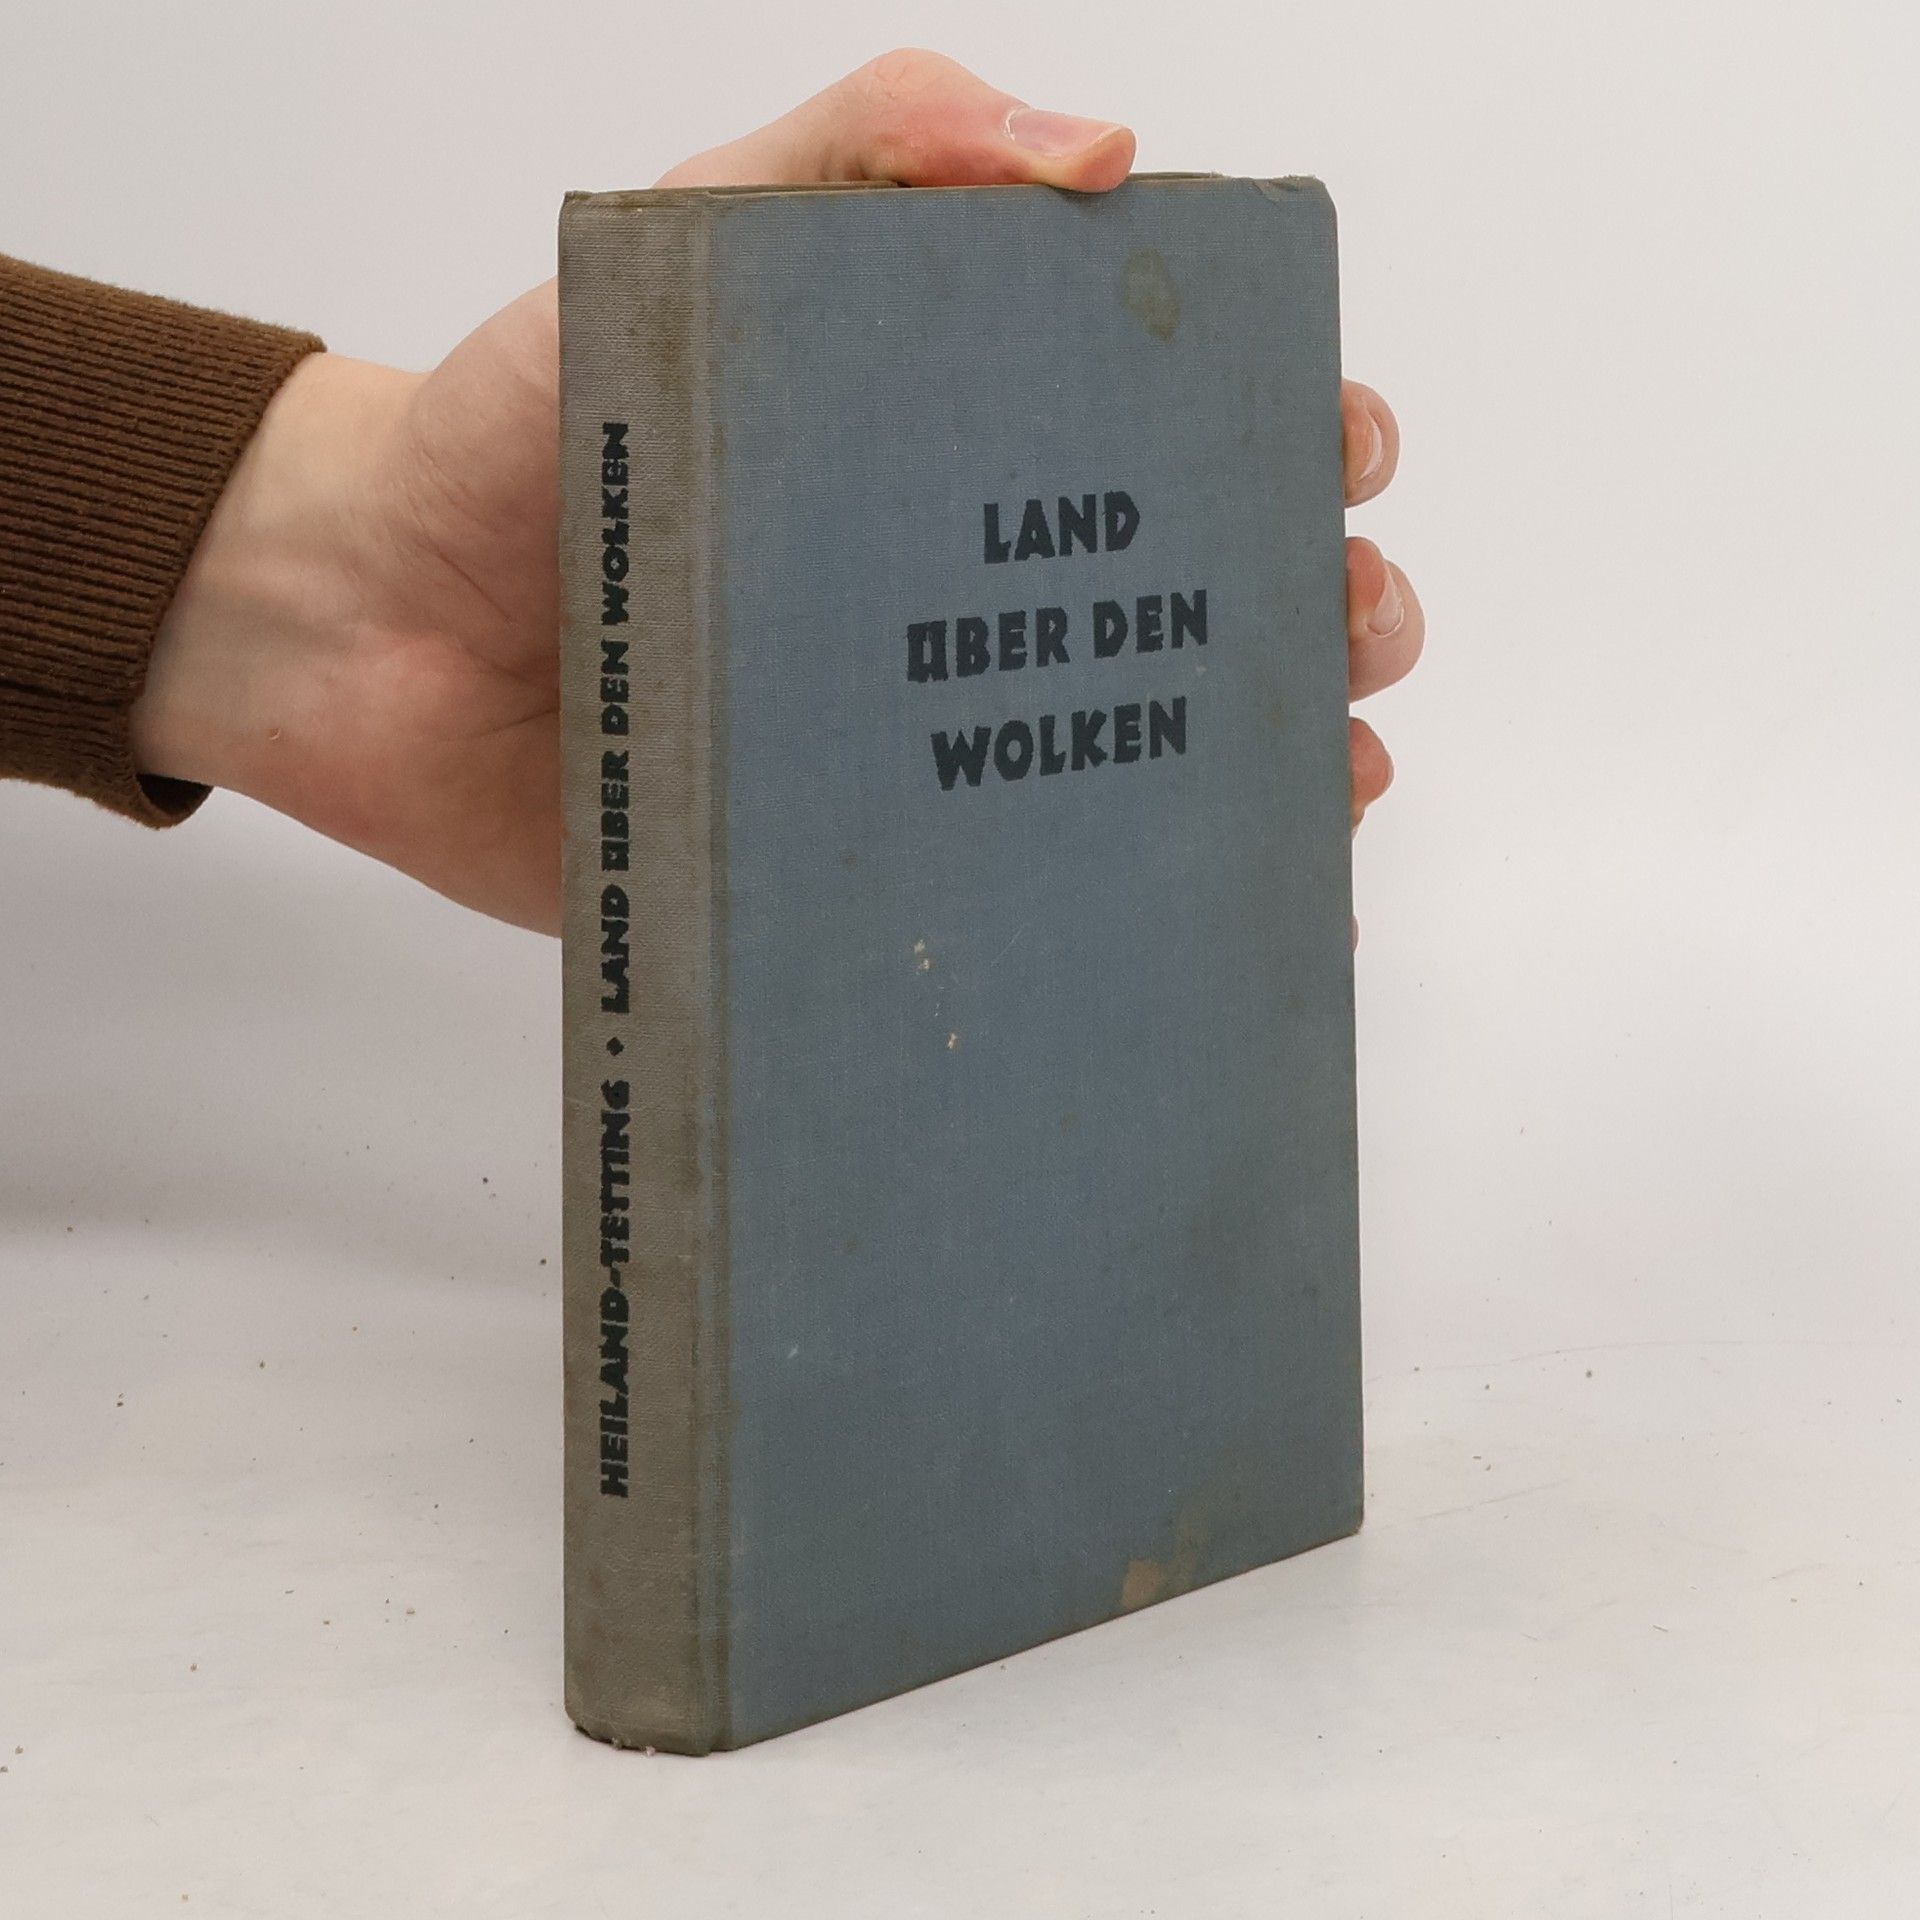 HEILAND-TETTING • LAND ÜBER DEN WOLKEN
LAND
ÜBER DEN
WOLKEN